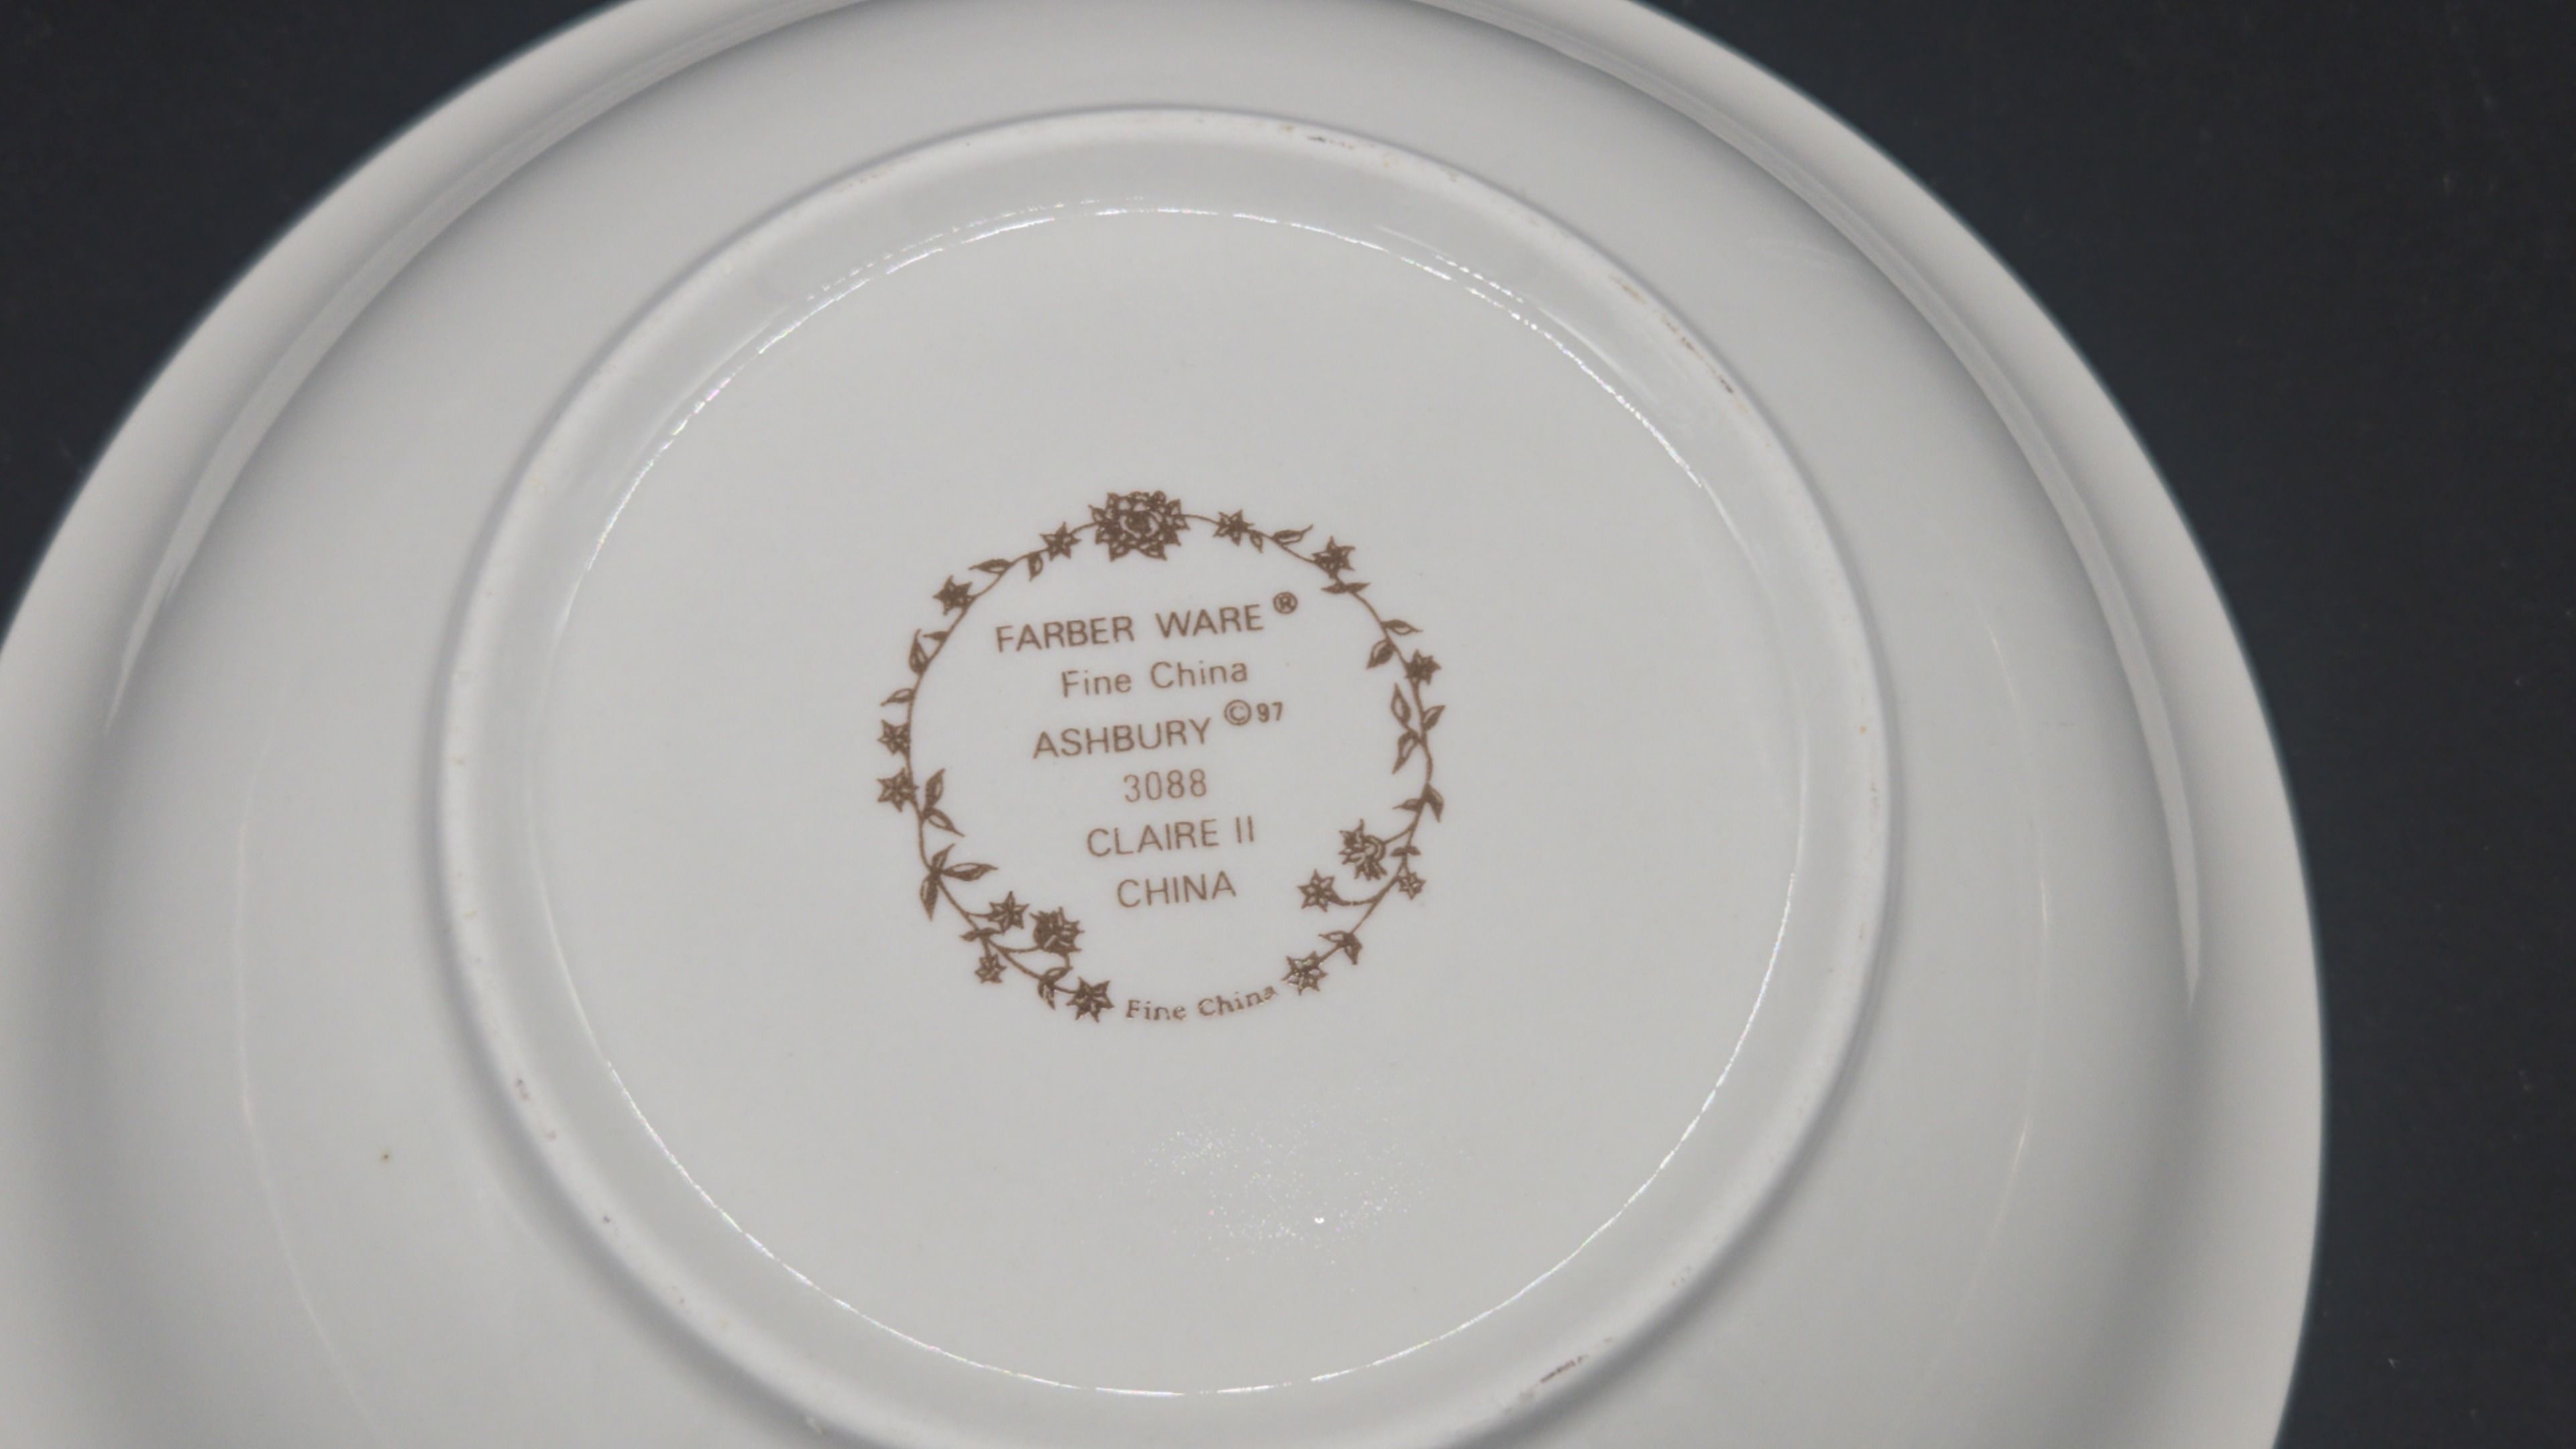 FARBER WARE®
Fine China
ASHBURY ©97
3088
CLAIRE II
CHINA
Fine China